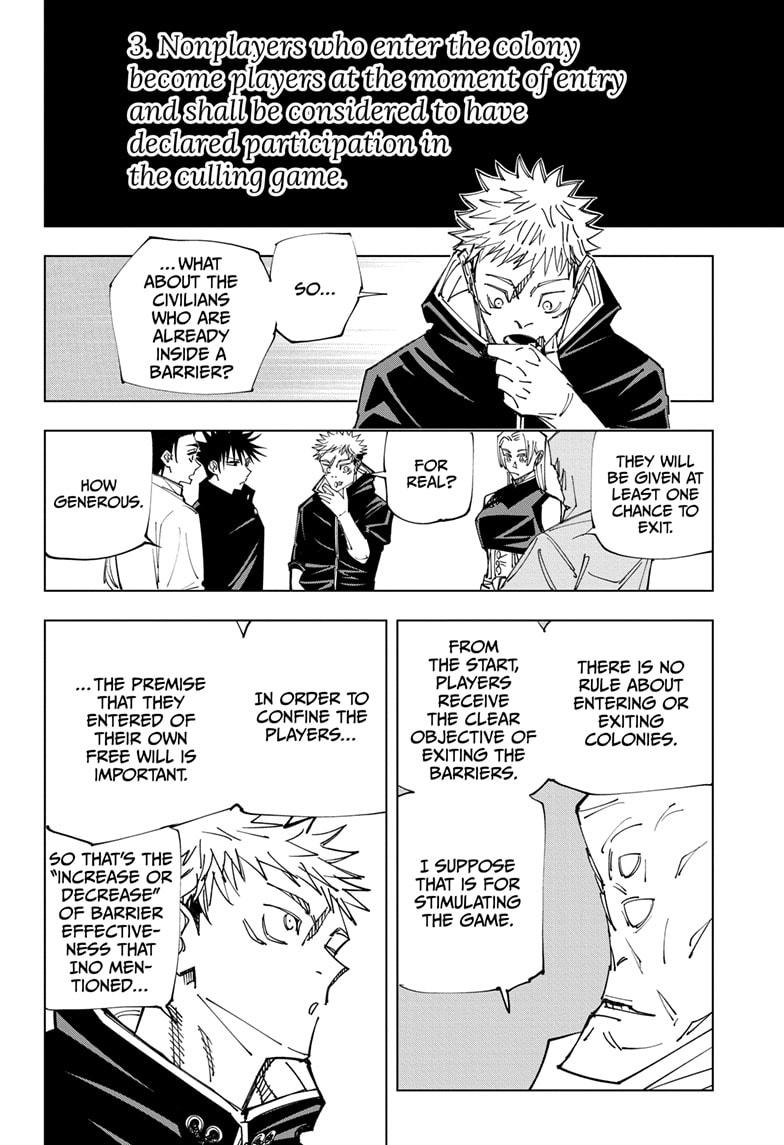 3. Nonplayers who enter the colony
become players at the moment of entry
and shall be considered to have
declared participation in
the culling game.
SO...
...WHAT
ABOUT THE
CIVILIANS
WHO ARE
ALREADY
INSIDE A
BARRIER?
THEY WILL
BE GIVEN AT
LEAST ONE
CHANCE TO
EXIT.
FOR
REAL?
HOW
GENEROUS.
THERE IS NO
RULE ABOUT
ENTERING OR
EXITING
COLONIES.
FROM
THE START,
PLAYERS
RECEIVE
THE CLEAR
OBJECTIVE OF
EXITING THE
BARRIERS.
I SUPPOSE
THAT IS FOR
STIMULATING
THE GAME.
IN ORDER TO
CONFINE THE
PLAYERS...
...THE PREMISE
THAT THEY
ENTERED OF
THEIR OWN
FREE WILL IS
IMPORTANT.
SO THAT'S THE
"INCREASE OR
DECREASE"
OF BARRIER
EFFECTIVE-
NESS THAT
INO MEN-
TIONED...